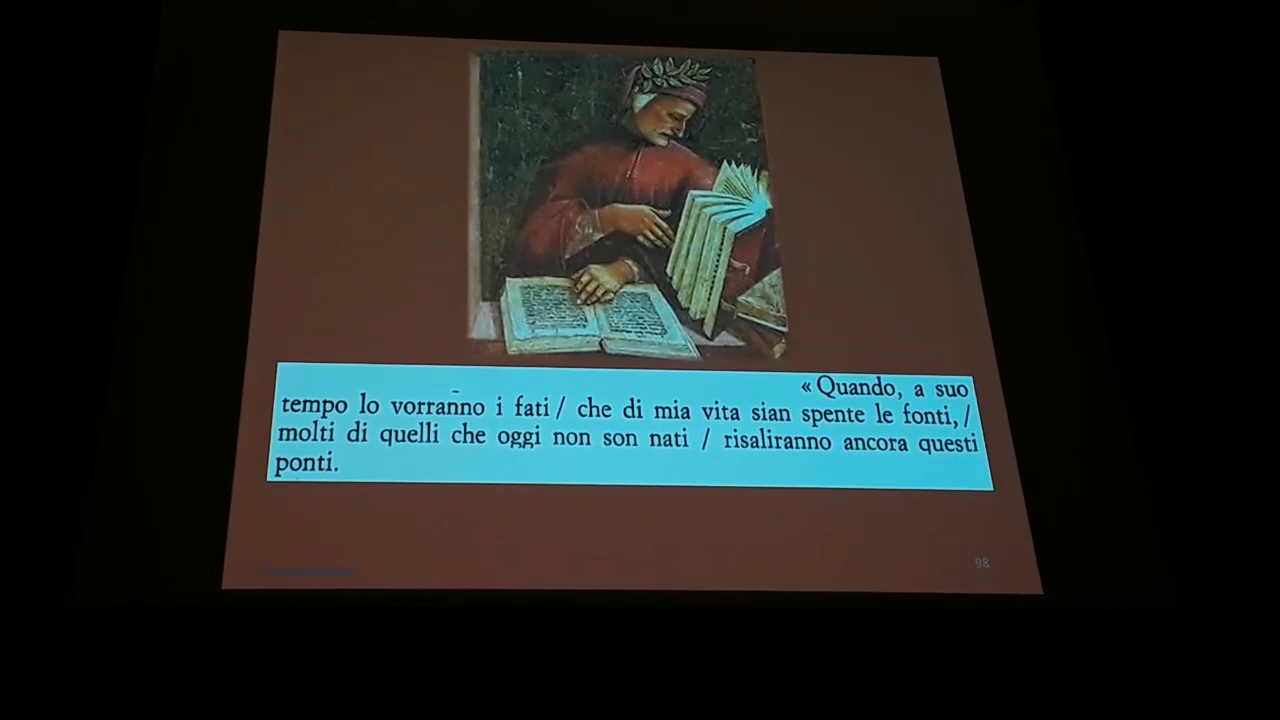 « Quando, a suo
tempo lo vorranno i fati / che di mia vita sian spente le fonti, /
molti di quelli che oggi non son nati / risaliranno ancora questi
ponti.
98